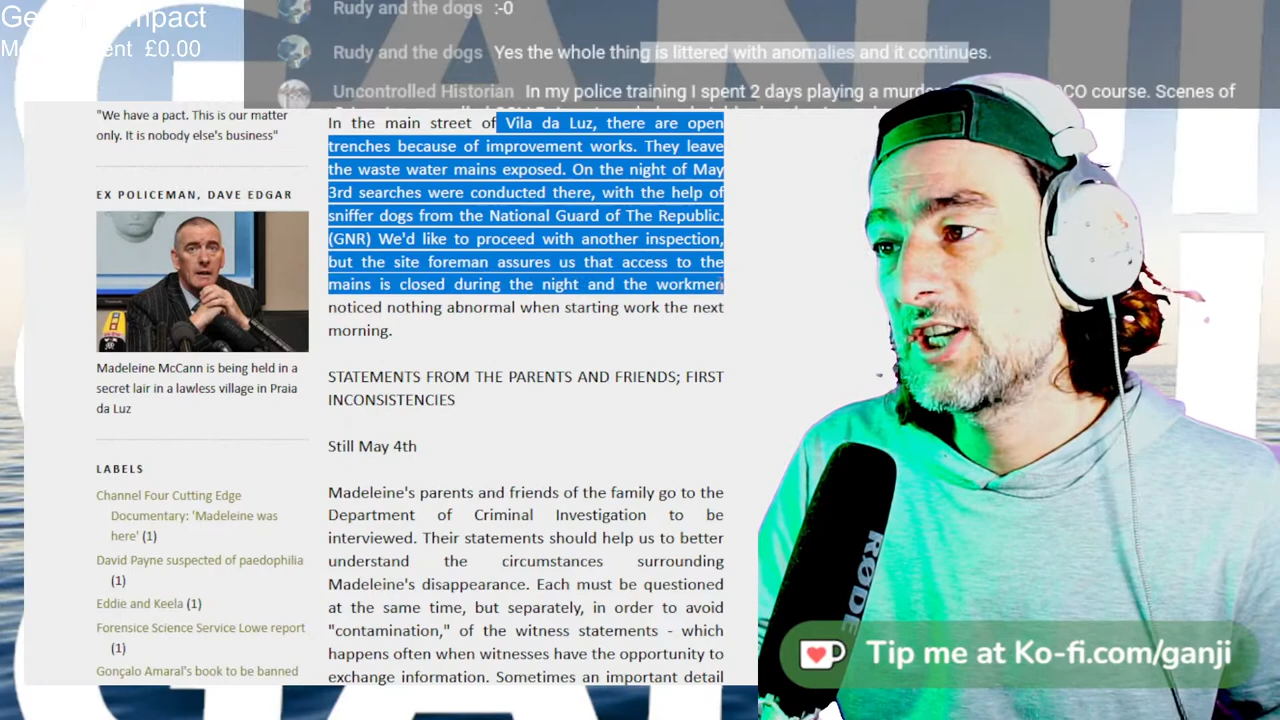 Rudy and the dogs :-0
Rudy and the dogs Yes the whole thing is littered with anomalies and it continues.
Uncontrolled Historian In my police training I spent 2 days playing a CO course. Scenes of
£0.00
"We have a pact. This is our matter
only. It is nobody else's business"
EX POLICEMAN, DAVE EDGAR
Madeleine McCann is being held in a
secret lair in a lawless village in Praia
da Luz
LABELS
Channel Four Cutting Edge
Documentary: 'Madeleine was
here' (1)
David Payne suspected of paedophilia
(1)
Eddie and Keela (1)
Forensice Science Service Lowe report
(1)
Gonçalo Amaral's book to be banned
In the main street of Vila da Luz, there are open
trenches because of improvement works. They leave
the waste water mains exposed. On the night of May
3rd searches were conducted there, with the help of
sniffer dogs from the National Guard of The Republic.
(GNR) We'd like to proceed with another inspection,
but the site foreman assures us that access to the
mains is closed during the night and the workmen
noticed nothing abnormal when starting work the next
morning.
STATEMENTS FROM THE PARENTS AND FRIENDS; FIRST
INCONSISTENCIES
Still May 4th
Madeleine's parents and friends of the family go to the
Department of Criminal Investigation to be
interviewed. Their statements should help us to better
understand the circumstances surrounding
Madeleine's disappearance. Each must be questioned
at the same time, but separately, in order to avoid
"contamination," of the witness statements - which
happens often when witnesses have the opportunity to
exchange information. Sometimes an important detail
RØDE
Tip me at Ko-fi.com/ganji